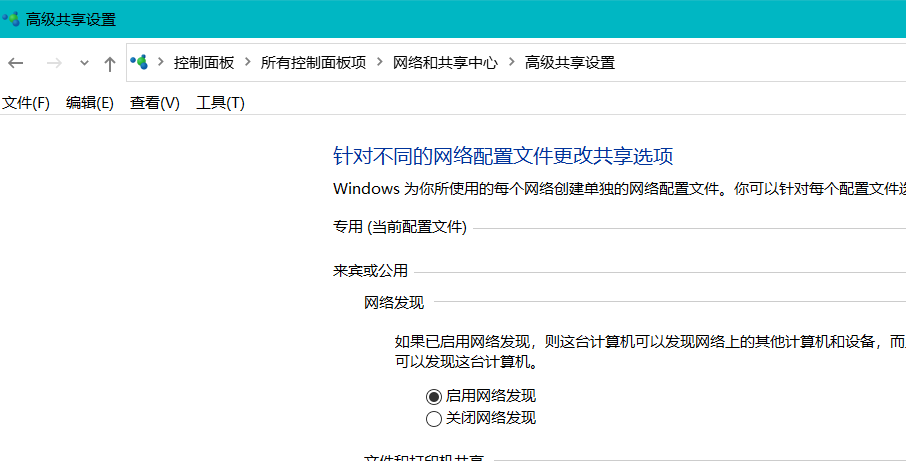 高级共享设置
控制面板 > 所有控制面板项 > 网络和共享中心 > 高级共享设置
文件(F) 编辑(E) 查看(V) 工具(T)
针对不同的网络配置文件更改共享选项
Windows 为你所使用的每个网络创建单独的网络配置文件。你可以针对每个配置文件选
专用 (当前配置文件)
来宾或公用
网络发现
如果已启用网络发现，则这台计算机可以发现网络上的其他计算机和设备，而
可以发现这台计算机。
启用网络发现
关闭网络发现
文件和打印机共享